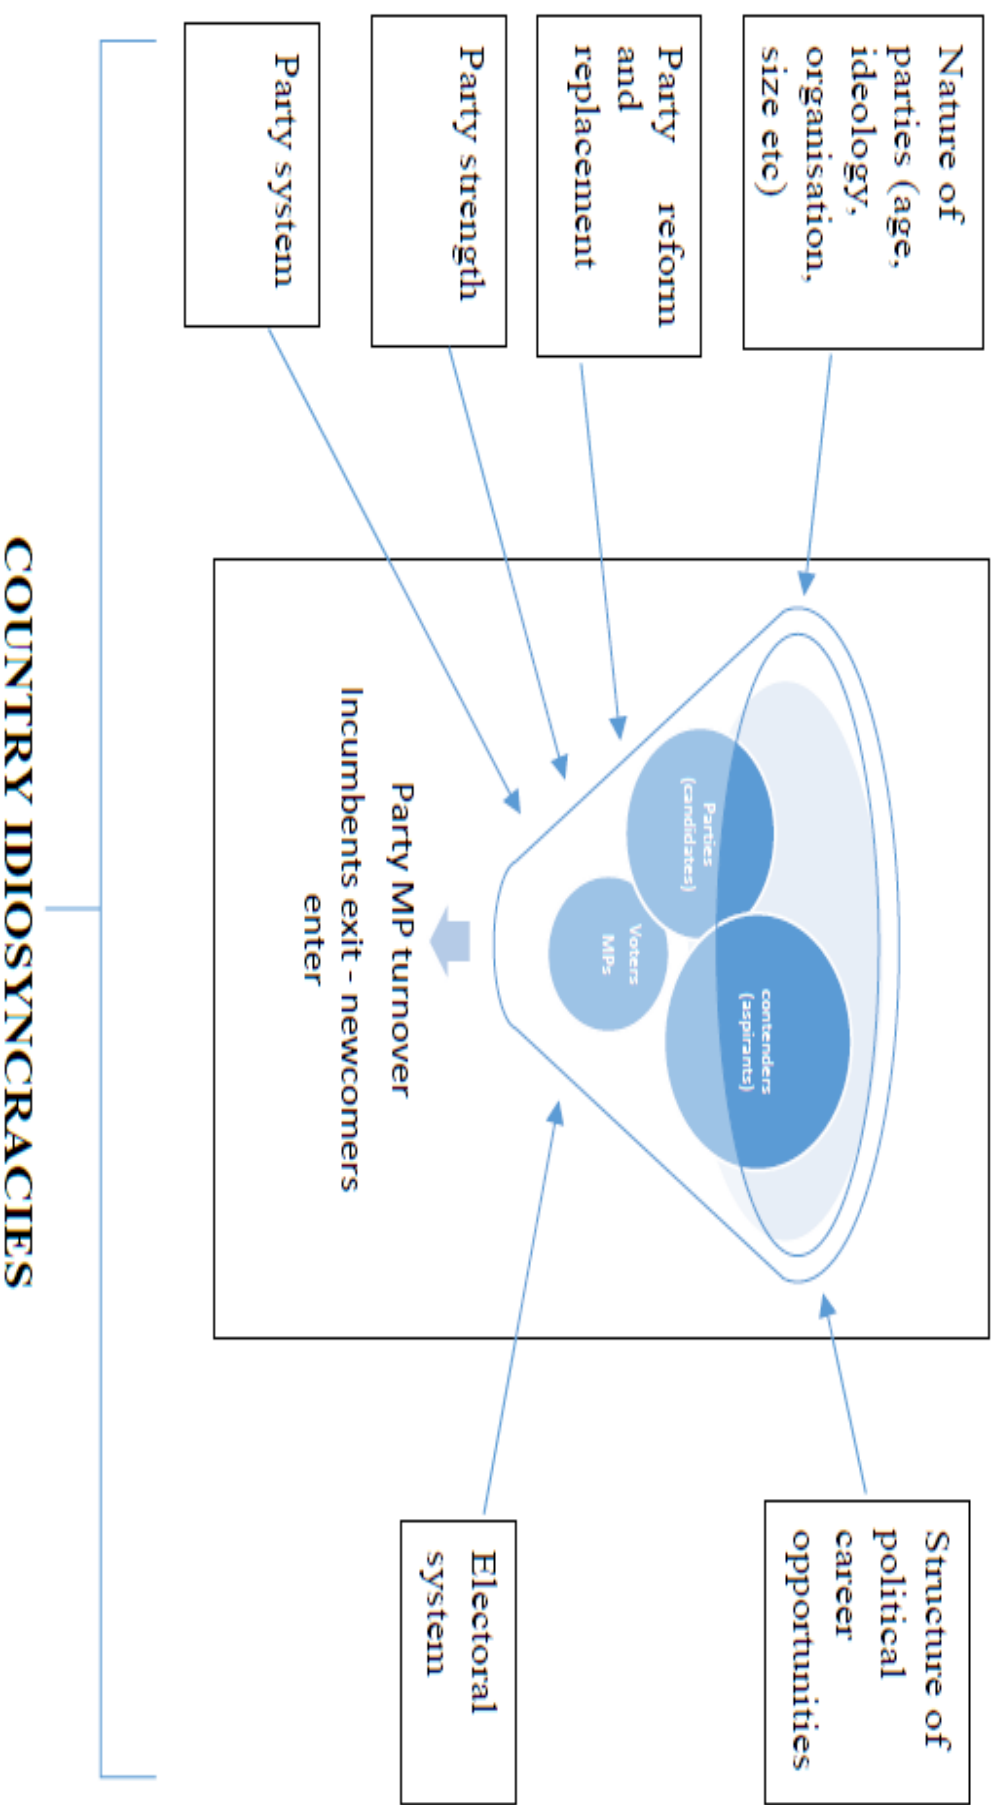 Nature of
parties (age,
ideology,
organisation,
size etc)
Party reform
and
replacement
Party strength
Party system
contenders
(aspirants)
Parties
(candidates)
Voters
MPs
Party MP turnover
Incumbents exit - newcomers
enter
Structure of
political
career
opportunities
Electoral
system
COUNTRY IDIOSYNCRACIES